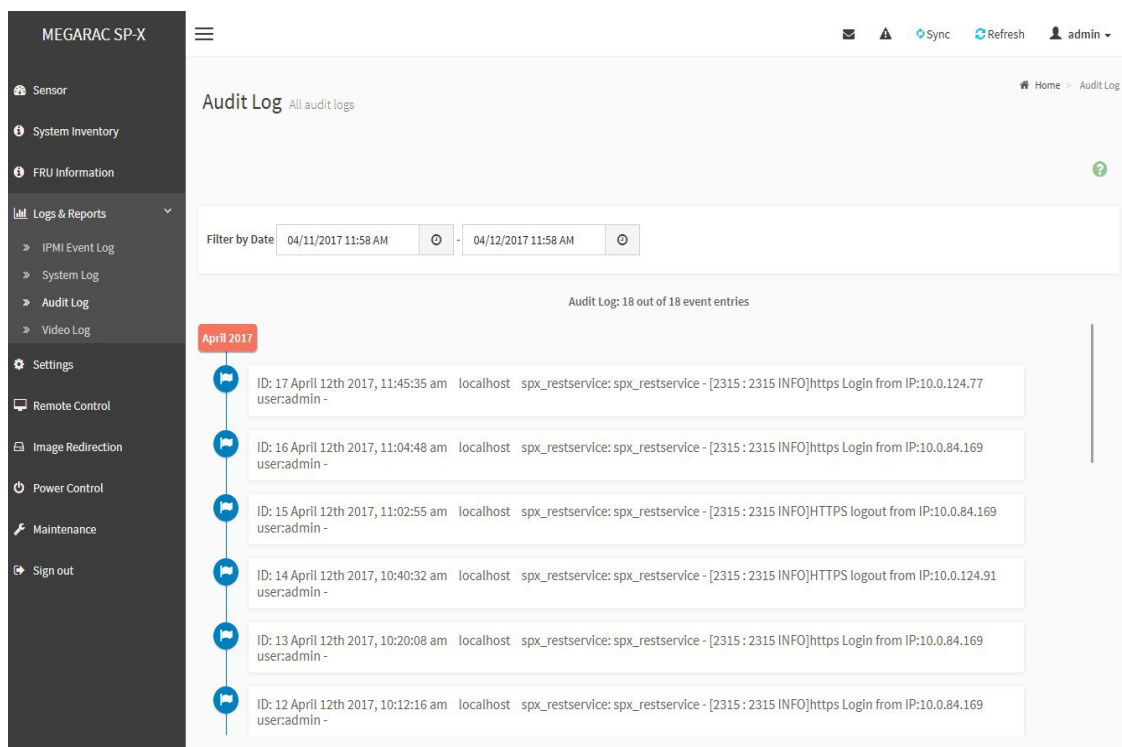 MEGARAC SP-X
Sync
Refresh
admin
Sensor
System Inventory
FRU Information
Logs & Reports
» IPMI Event Log
» System Log
» Audit Log
» Video Log
Settings
Remote Control
Image Redirection
Power Control
Maintenance
Sign out
Audit Log All audit logs
Home > Audit Log
Filter by Date 04/11/2017 11:58 AM - 04/12/2017 11:58 AM
Audit Log: 18 out of 18 event entries
April 2017
ID: 17 April 12th 2017, 11:45:35 am localhost spx_restservice: spx_restservice - [2315 : 2315 INFO]https Login from IP:10.0.124.77
user:admin -
ID: 16 April 12th 2017, 11:04:48 am localhost spx_restservice: spx_restservice - [2315 : 2315 INFO]https Login from IP:10.0.84.169
user:admin -
ID: 15 April 12th 2017, 11:02:55 am localhost spx_restservice: spx_restservice - [2315 : 2315 INFO]HTTPS logout from IP:10.0.84.169
user:admin -
ID: 14 April 12th 2017, 10:40:32 am localhost spx_restservice: spx_restservice - [2315 : 2315 INFO]HTTPS logout from IP:10.0.124.91
user:admin -
ID: 13 April 12th 2017, 10:20:08 am localhost spx_restservice: spx_restservice - [2315 : 2315 INFO]https Login from IP:10.0.84.169
user:admin -
ID: 12 April 12th 2017, 10:12:16 am localhost spx_restservice: spx_restservice - [2315 : 2315 INFO]https Login from IP:10.0.84.169
user:admin -